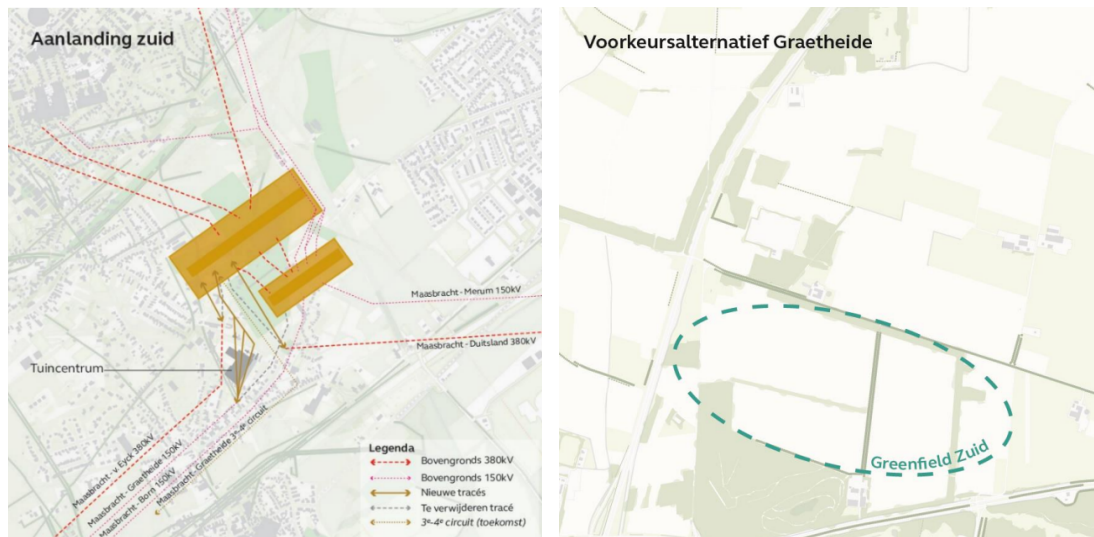 Aanlanding zuid
Maasbracht - Merum 150kV
Maasbracht - Duitsland 380kV
Tuincentrum
Maasbracht - v. Eyck 380kV
Maasbracht - Graetheide 150kV
Maasbracht - Born 150kV
Maasbracht - Graetheide 3ᵉ-4ᵉ circuit
Legenda
Bovengronds 380kV
Bovengronds 150kV
Nieuwe tracés
Te verwijderen tracé
3ᵉ-4ᵉ circuit (toekomst)
Voorkeursalternatief Graetheide
Greenfield Zuid